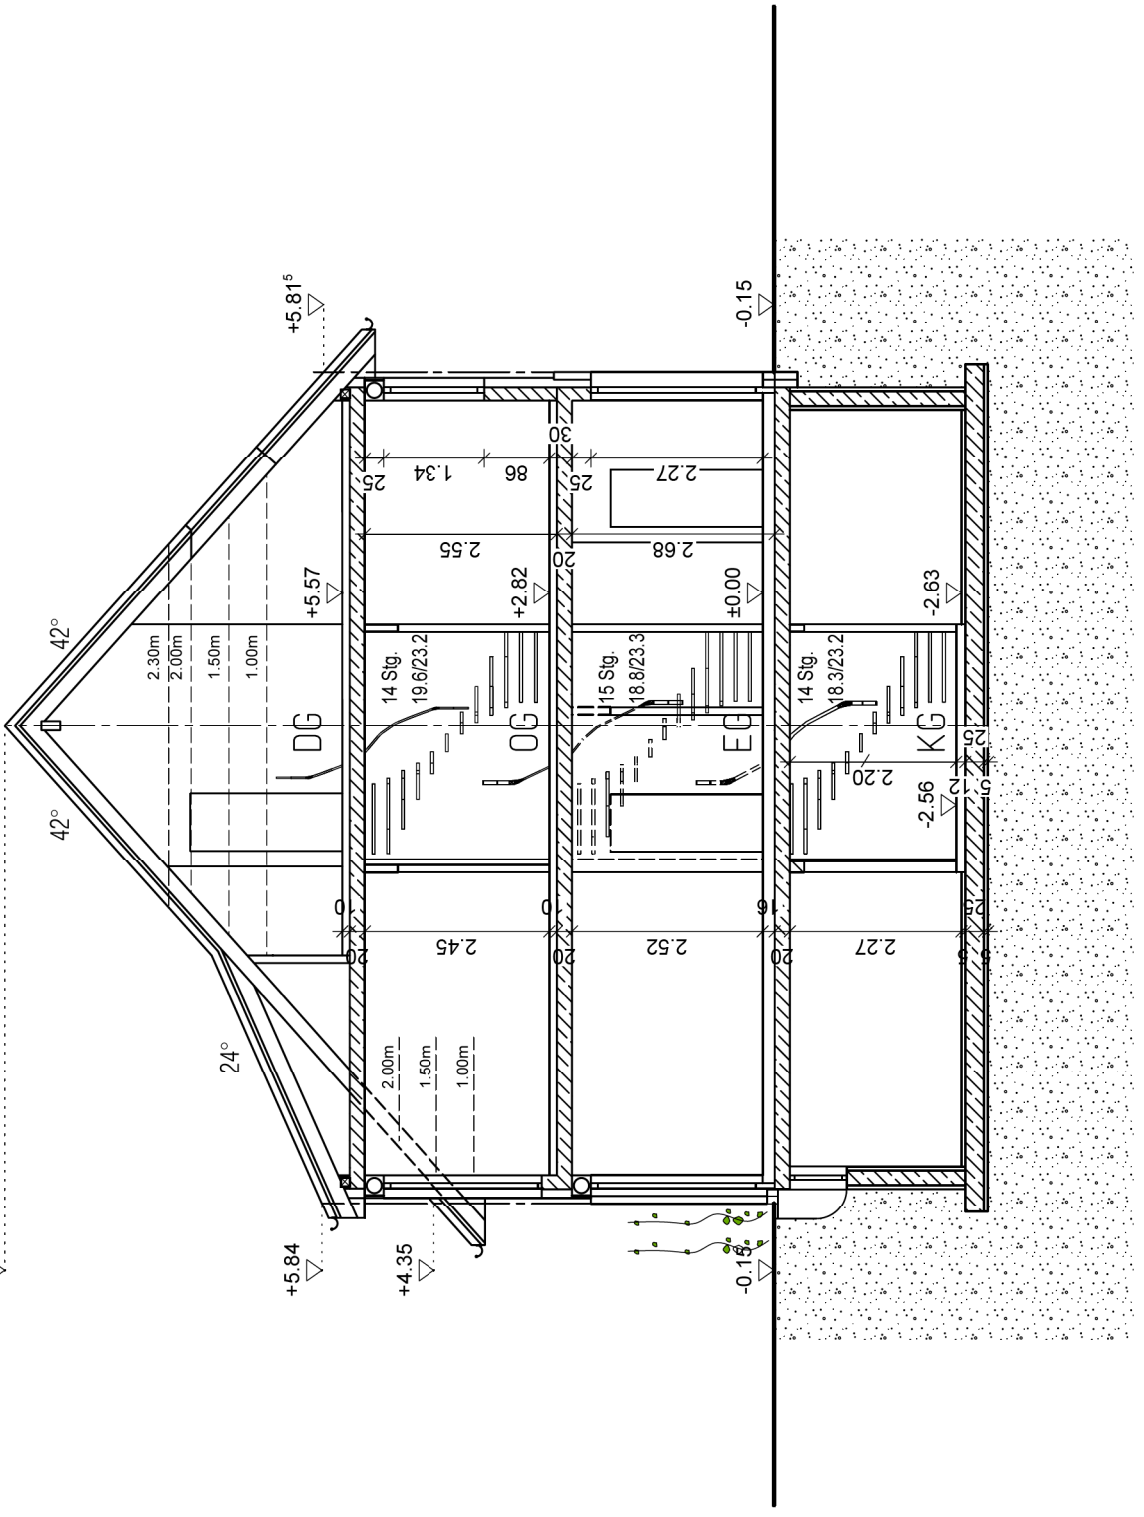 42°
42°
24°
+5.81⁵
-0.15
+5.84
+4.35
-0.15
2.30m
2.00m
1.50m
1.00m
DG
+5.57
14 Stg.
19.6/23.2
OG
+2.82
15 Stg.
18.8/23.3
EG
±0.00
14 Stg.
18.3/23.2
KG
-2.63
-2.56
2.00m
1.50m
1.00m
25
1.34
86
30
25
2.27
2.55
20
2.68
2.20
12
25
5
10
20
2.45
10
20
2.52
16
20
2.27
5
25
5